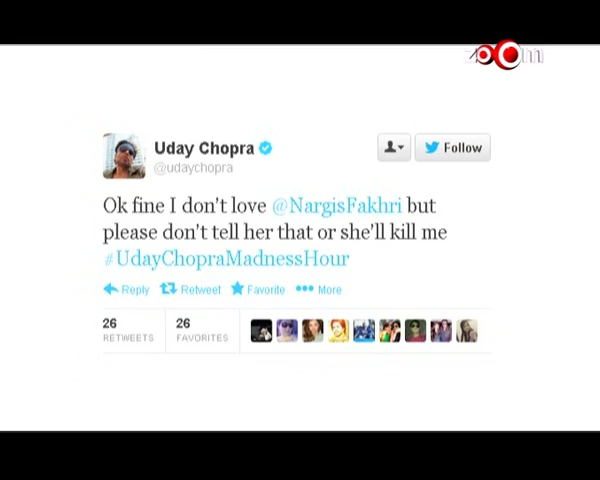 zoom
Uday Chopra
@udaychopra
Follow
Ok fine I don't love @NargisFakhri but
please don't tell her that or she'll kill me
#UdayChopraMadnessHour
Reply Retweet Favorite More
26 26
RETWEETS FAVORITES